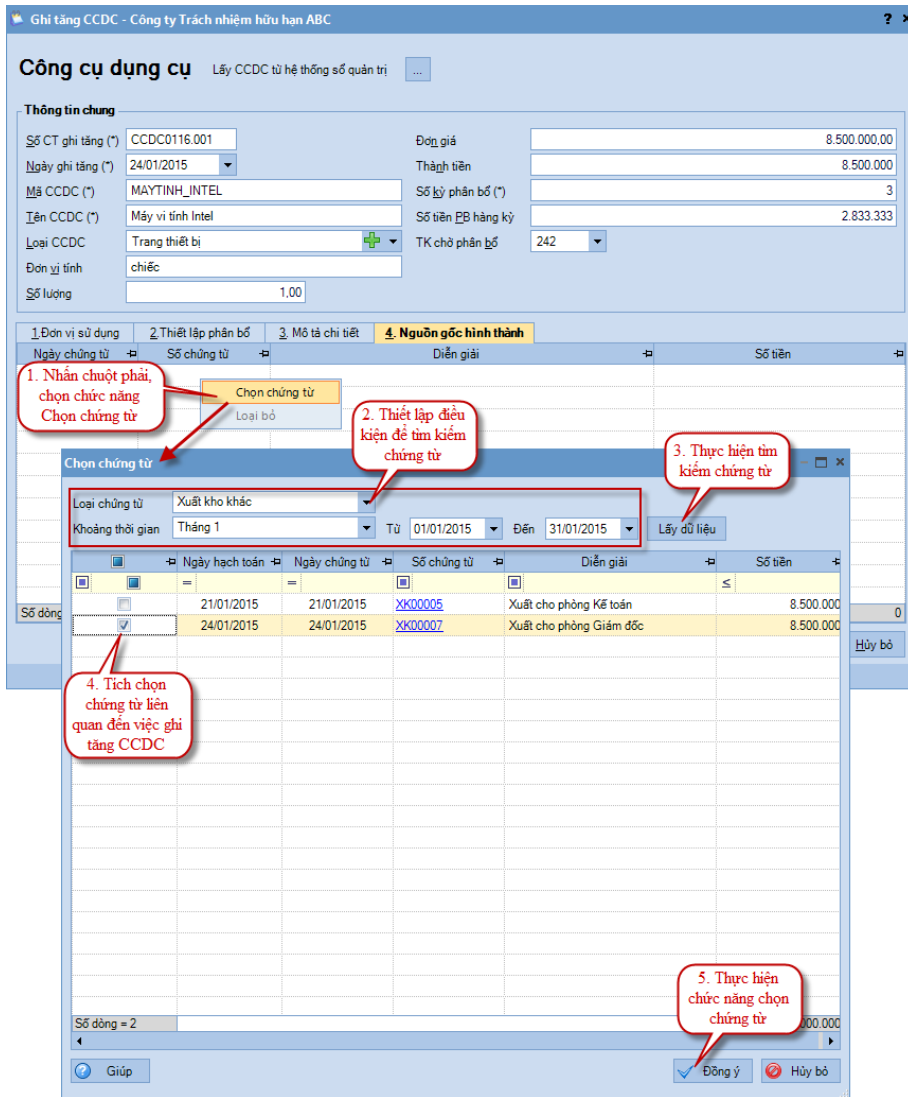 Ghi tăng CCDC - Công ty Trách nhiệm hữu hạn ABC ?
Công cụ dụng cụ Lấy CCDC từ hệ thống sổ quản trị ...
Thông tin chung
Số CT ghi tăng (*) CCDC0116.001 Đơn giá 8.500.000,00
Ngày ghi tăng (*) 24/01/2015 Thành tiền 8.500.000
Mã CCDC (*) MAYTINH_INTEL Số kỳ phân bổ (*) 3
Tên CCDC (*) Máy vi tính Intel Số tiền PB hàng kỳ 2.833.333
Loại CCDC Trang thiết bị TK chờ phân bổ 242
Đơn vị tính chiếc
Số lượng 1,00
1.Đơn vị sử dụng 2.Thiết lập phân bổ 3. Mô tả chi tiết 4. Nguồn gốc hình thành
Ngày chứng từ Số chứng từ Diễn giải Số tiền
1. Nhấn chuột phải,
chọn chức năng
Chọn chứng từ
Chọn chứng từ
Loại bỏ
2. Thiết lập điều
kiện để tìm kiếm
chứng từ
3. Thực hiện tìm
kiếm chứng từ
Chọn chứng từ
Loại chứng từ Xuất kho khác
Khoảng thời gian Tháng 1 Từ 01/01/2015 Đến 31/01/2015 Lấy dữ liệu
Ngày hạch toán Ngày chứng từ Số chứng từ Diễn giải Số tiền
= = ≤
21/01/2015 21/01/2015 XK00005 Xuất cho phòng Kế toán 8.500.000
24/01/2015 24/01/2015 XK00007 Xuất cho phòng Giám đốc 8.500.000
Số dòng 0
Hủy bỏ
4. Tích chọn
chứng từ liên
quan đến việc ghi
tăng CCDC
5. Thực hiện
chức năng chọn
chứng từ
Số dòng = 2 000.000
Giúp Đồng ý Hủy bỏ